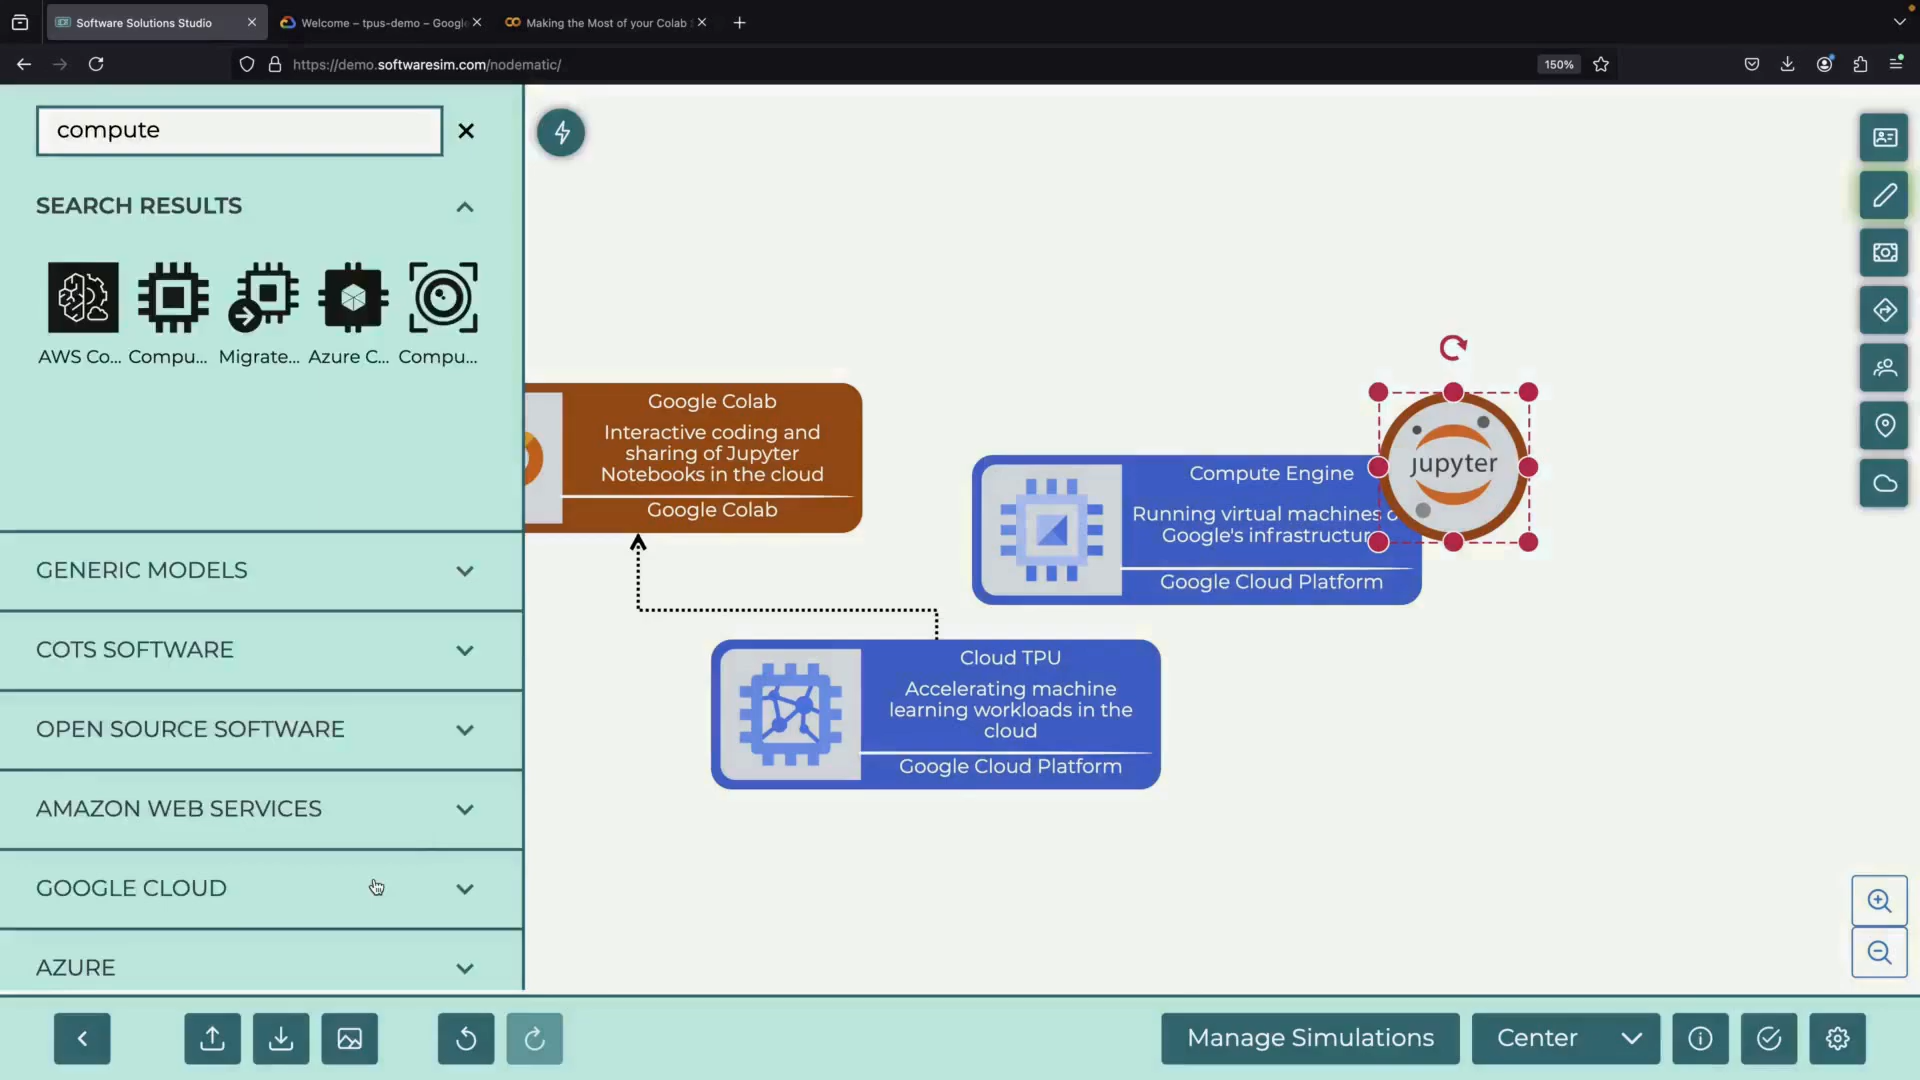 Software Solutions Studio
Welcome – tpus-demo – Google
Making the Most of your Colab
https://demo.softwaresim.com/nodematic/
150%
compute
SEARCH RESULTS
AWS Co...
Compu...
Migrate...
Azure C...
Compu...
GENERIC MODELS
COTS SOFTWARE
OPEN SOURCE SOFTWARE
AMAZON WEB SERVICES
GOOGLE CLOUD
AZURE
Google Colab
Interactive coding and
sharing of Jupyter
Notebooks in the cloud
Google Colab
Compute Engine
Running virtual machines
Google's infrastructur
Google Cloud Platform
jupyter
Cloud TPU
Accelerating machine
learning workloads in the
cloud
Google Cloud Platform
Manage Simulations
Center